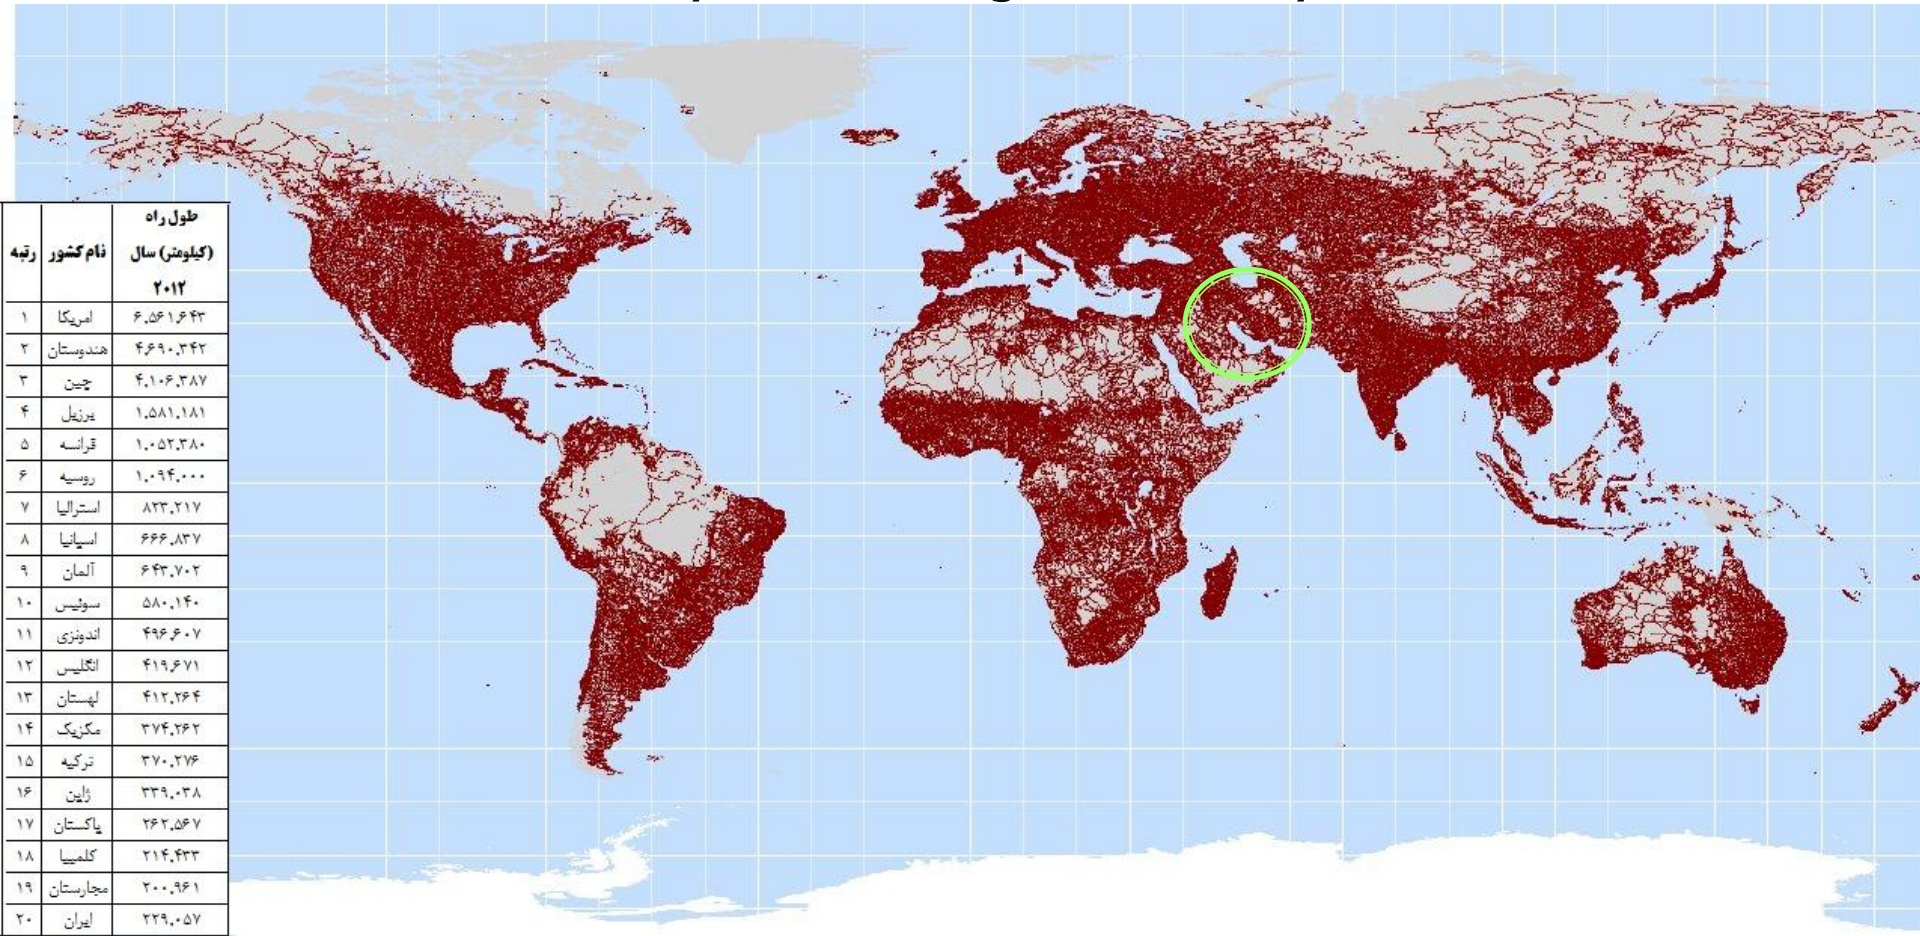 طول راه
(کیلومتر) سال
۲۰۱۲
نام کشور رتبه
۶,۵۶۱,۶۴۳ امریکا ۱
۴,۶۹۰,۳۴۲ هندوستان ۲
۴,۱۰۶,۳۸۷ چین ۳
۱,۵۸۱,۱۸۱ برزیل ۴
۱,۰۵۲,۳۸۰ فرانسه ۵
۱,۰۹۴,۰۰۰ روسیه ۶
۸۲۳,۲۱۷ استرالیا ۷
۶۶۶,۸۳۷ اسپانیا ۸
۶۴۳,۷۰۲ آلمان ۹
۵۸۰,۱۴۰ سوئیس ۱۰
۴۹۶,۶۰۷ اندونزی ۱۱
۴۱۹,۶۷۱ انگلیس ۱۲
۴۱۲,۲۶۴ لهستان ۱۳
۳۷۴,۲۶۲ مکزیک ۱۴
۳۷۰,۲۷۶ ترکیه ۱۵
۳۳۹,۰۳۸ ژاپن ۱۶
۲۶۲,۵۶۷ پاکستان ۱۷
۲۱۴,۴۳۳ کلمبیا ۱۸
۲۰۰,۹۶۱ مجارستان ۱۹
۲۲۹,۰۵۷ ایران ۲۰